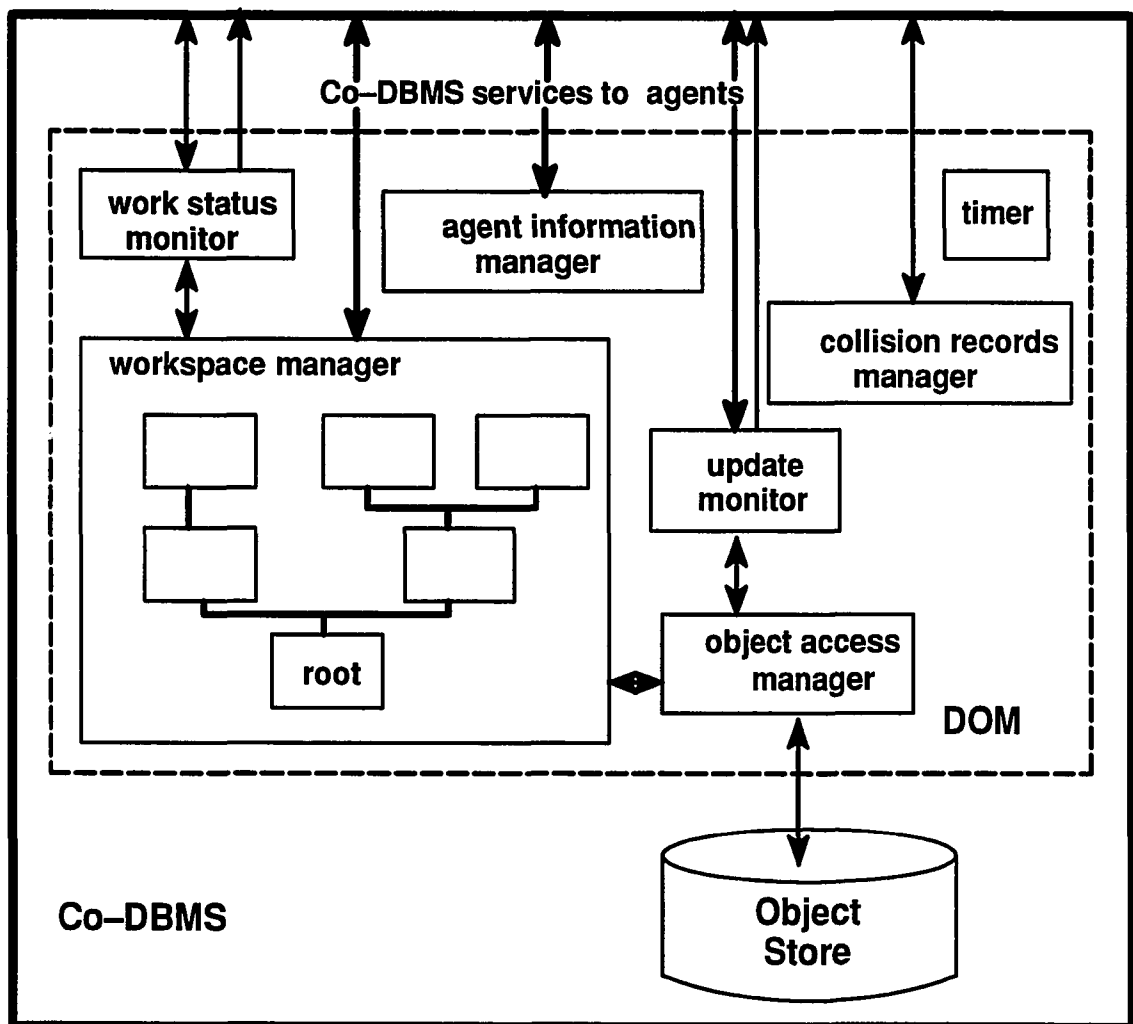 Co–DBMS services to agents
work status
monitor
agent information
manager
timer
collision records
manager
workspace manager
update
monitor
root
object access
manager
DOM
Co–DBMS
Object
Store